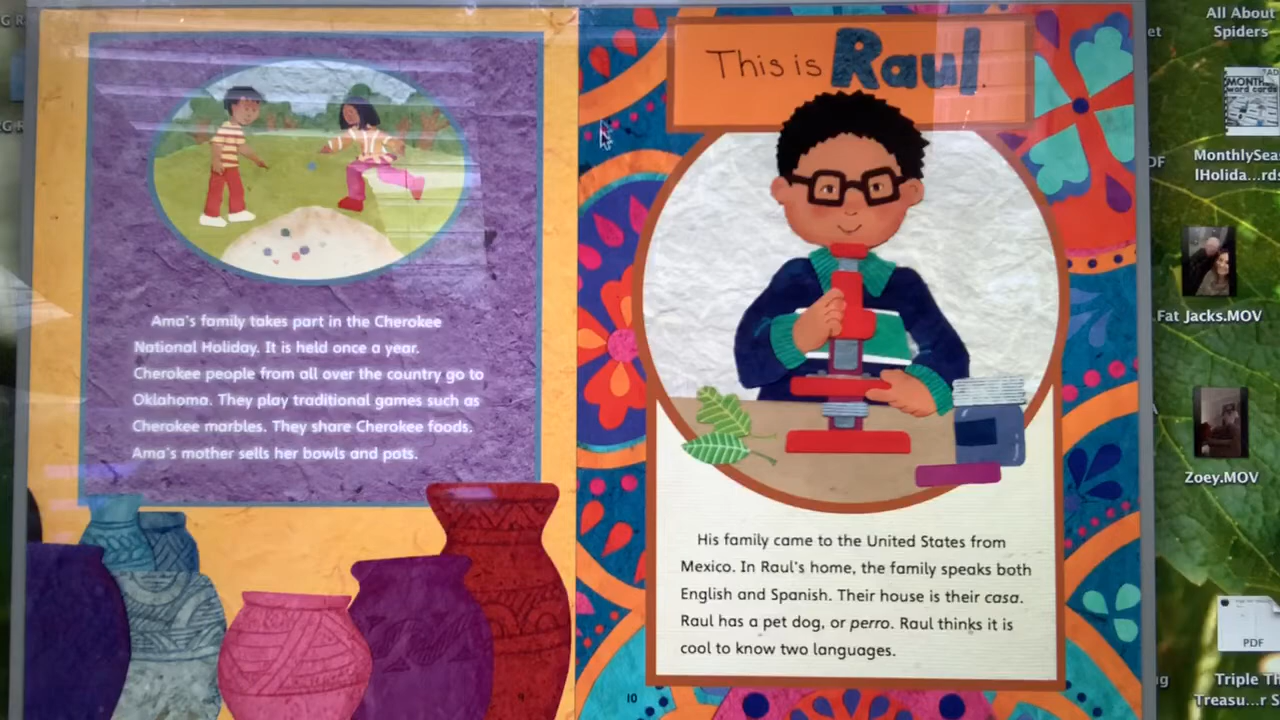 Ama's family takes part in the Cherokee
National Holiday. It is held once a year.
Cherokee people from all over the country go to
Oklahoma. They play traditional games such as
Cherokee marbles. They share Cherokee foods.
Ama's mother sells her bowls and pots.
9
This is Raul.
His family came to the United States from
Mexico. In Raul's home, the family speaks both
English and Spanish. Their house is their casa.
Raul has a pet dog, or perro. Raul thinks it is
cool to know two languages.
10
All About
Spiders
MONTH
word cards
MonthlySea
lHolida...rds
Fat Jacks.MOV
Zoey.MOV
PDF
Triple Th
Treasu...r S